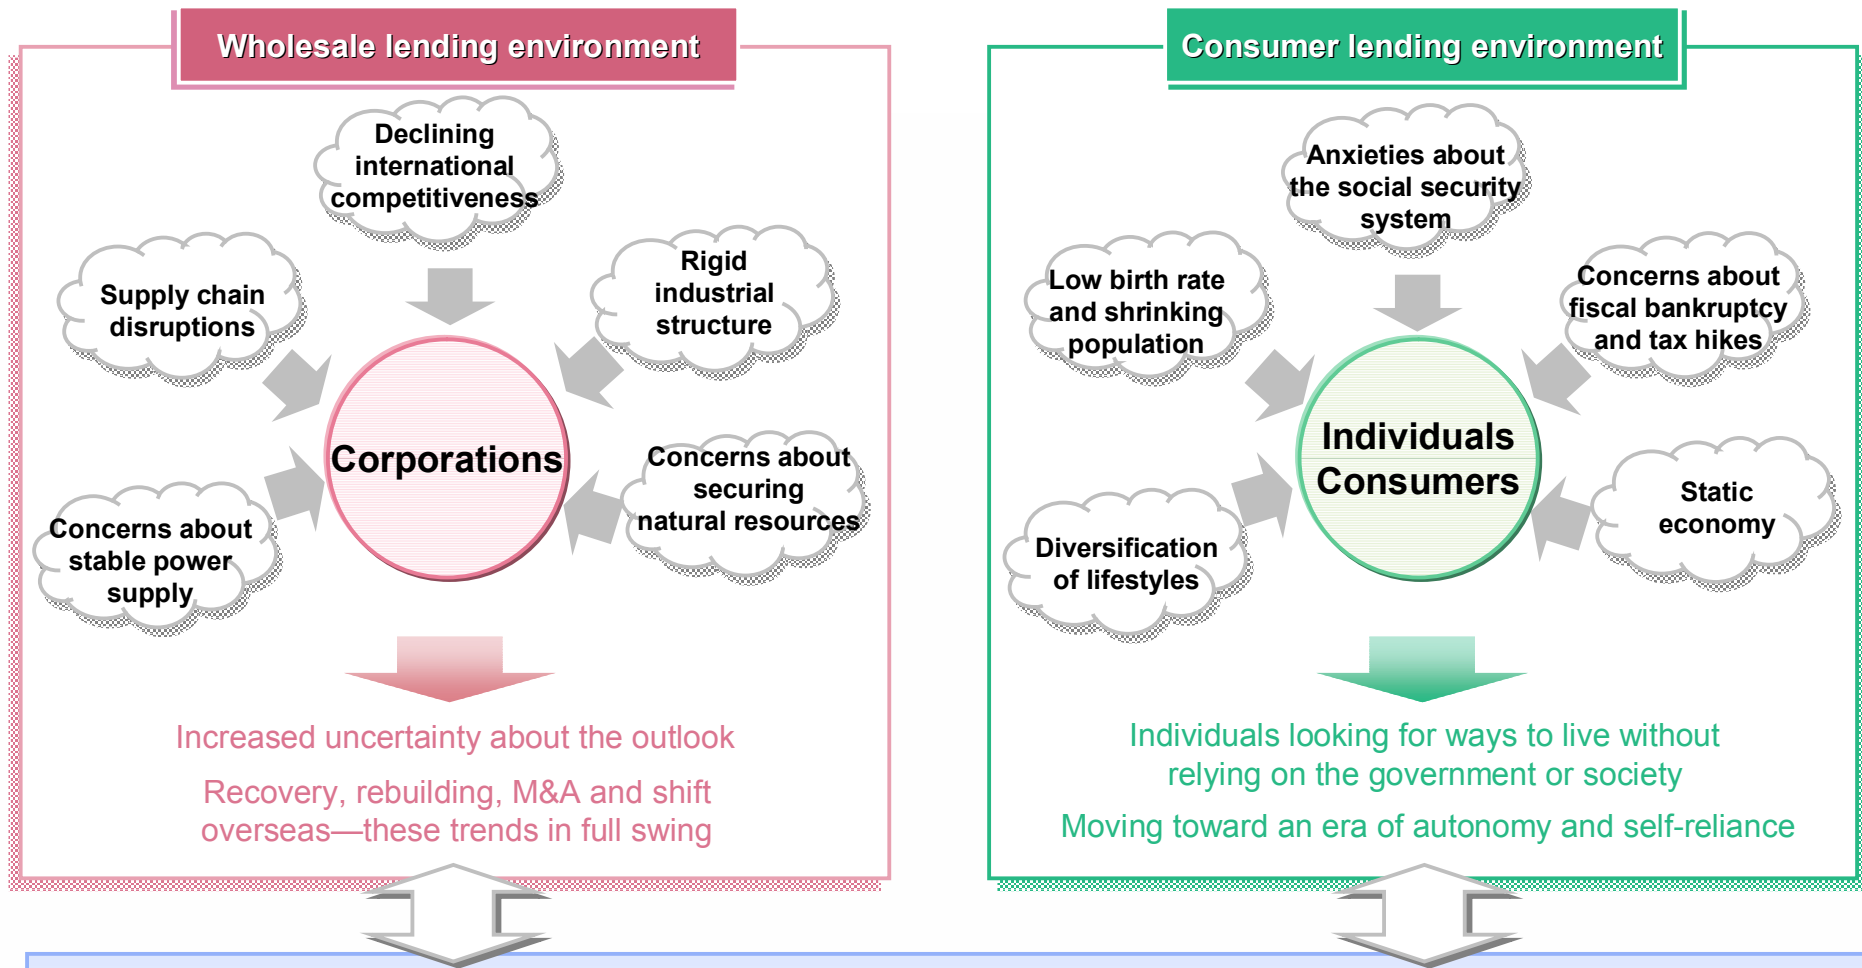 Wholesale lending environment
Declining
international
competitiveness
Supply chain
disruptions
Rigid
industrial
structure
Corporations
Concerns about
stable power
supply
Concerns about
securing
natural resources
Increased uncertainty about the outlook
Recovery, rebuilding, M&A and shift
overseas—these trends in full swing
Consumer lending environment
Anxieties about
the social security
system
Low birth rate
and shrinking
population
Concerns about
fiscal bankruptcy
and tax hikes
Individuals
Consumers
Diversification
of lifestyles
Static
economy
Individuals looking for ways to live without
relying on the government or society
Moving toward an era of autonomy and self-reliance